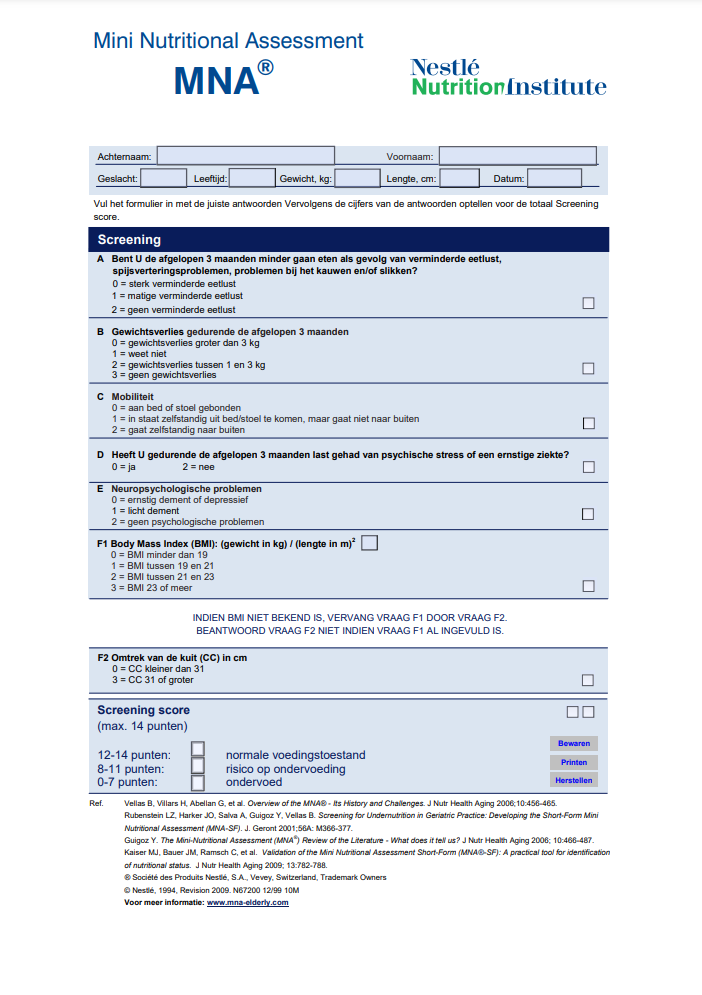 Mini Nutritional Assessment
MNA®
Nestlé
NutritionInstitute
Achternaam: Voornaam:
Geslacht: Leeftijd: Gewicht, kg: Lengte, cm: Datum:
Vul het formulier in met de juiste antwoorden Vervolgens de cijfers van de antwoorden optellen voor de totaal Screening
score.
Screening
A Bent U de afgelopen 3 maanden minder gaan eten als gevolg van verminderde eetlust,
spijsverteringsproblemen, problemen bij het kauwen en/of slikken?
0 = sterk verminderde eetlust
1 = matige verminderde eetlust
2 = geen verminderde eetlust
B Gewichtsverlies gedurende de afgelopen 3 maanden
0 = gewichtsverlies groter dan 3 kg
1 = weet niet
2 = gewichtsverlies tussen 1 en 3 kg
3 = geen gewichtsverlies
C Mobiliteit
0 = aan bed of stoel gebonden
1 = in staat zelfstandig uit bed/stoel te komen, maar gaat niet naar buiten
2 = gaat zelfstandig naar buiten
D Heeft U gedurende de afgelopen 3 maanden last gehad van psychische stress of een ernstige ziekte?
0 = ja 2 = nee
E Neuropsychologische problemen
0 = ernstig dement of depressief
1 = licht dement
2 = geen psychologische problemen
F1 Body Mass Index (BMI): (gewicht in kg) / (lengte in m)²
0 = BMI minder dan 19
1 = BMI tussen 19 en 21
2 = BMI tussen 21 en 23
3 = BMI 23 of meer
INDIEN BMI NIET BEKEND IS, VERVANG VRAAG F1 DOOR VRAAG F2.
BEANTWOORD VRAAG F2 NIET INDIEN VRAAG F1 AL INGEVULD IS.
F2 Omtrek van de kuit (CC) in cm
0 = CC kleiner dan 31
3 = CC 31 of groter
Screening score
(max. 14 punten)
Bewaren
12-14 punten: normale voedingstoestand
Printen
8-11 punten: risico op ondervoeding
0-7 punten: ondervoed
Herstellen
Ref. Vellas B, Villars H, Abellan G, et al. Overview of the MNA® - Its History and Challenges. J Nutr Health Aging 2006;10:456-465.
Rubenstein LZ, Harker JO, Salva A, Guigoz Y, Vellas B. Screening for Undernutrition in Geriatric Practice: Developing the Short-Form Mini
Nutritional Assessment (MNA-SF). J. Geront 2001;56A: M366-377.
Guigoz Y. The Mini-Nutritional Assessment (MNA®) Review of the Literature - What does it tell us? J Nutr Health Aging 2006; 10:466-487.
Kaiser MJ, Bauer JM, Ramsch C, et al. Validation of the Mini Nutritional Assessment Short-Form (MNA®-SF): A practical tool for identification
of nutritional status. J Nutr Health Aging 2009; 13:782-788.
® Société des Produits Nestlé, S.A., Vevey, Switzerland, Trademark Owners
© Nestlé, 1994, Revision 2009. N67200 12/99 10M
Voor meer informatie: www.mna-elderly.com